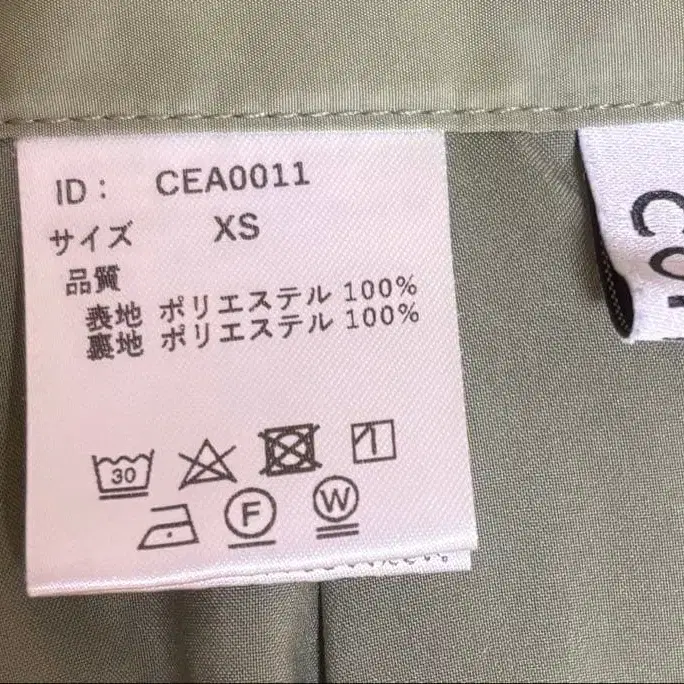 ID: CEA0011
サイズ XS
品質
表地 ポリエステル 100%
裏地 ポリエステル 100%
30
F W